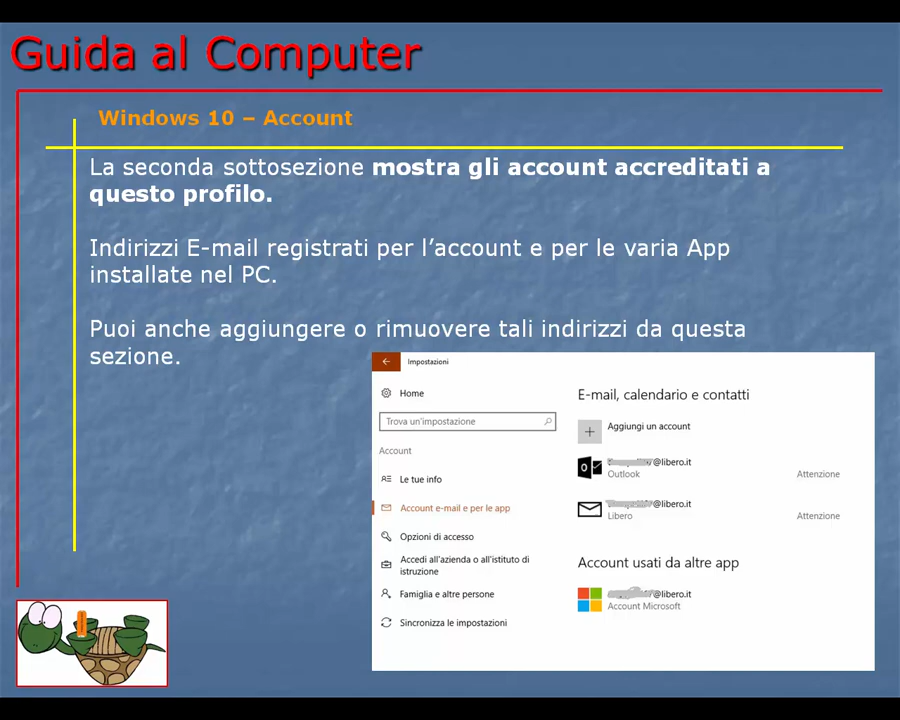 Guida al Computer
Windows 10 – Account
La seconda sottosezione mostra gli account accreditati a
questo profilo.
Indirizzi E-mail registrati per l’account e per le varia App
installate nel PC.
Puoi anche aggiungere o rimuovere tali indirizzi da questa
sezione.
Impostazioni
Home
Trova un'impostazione
Account
Le tue info
Account e-mail e per le app
Opzioni di accesso
Accedi all'azienda o all'istituto di
istruzione
Famiglia e altre persone
Sincronizza le impostazioni
E-mail, calendario e contatti
Aggiungi un account
@libero.it
Outlook
Attenzione
@libero.it
Libero
Attenzione
Account usati da altre app
@libero.it
Account Microsoft